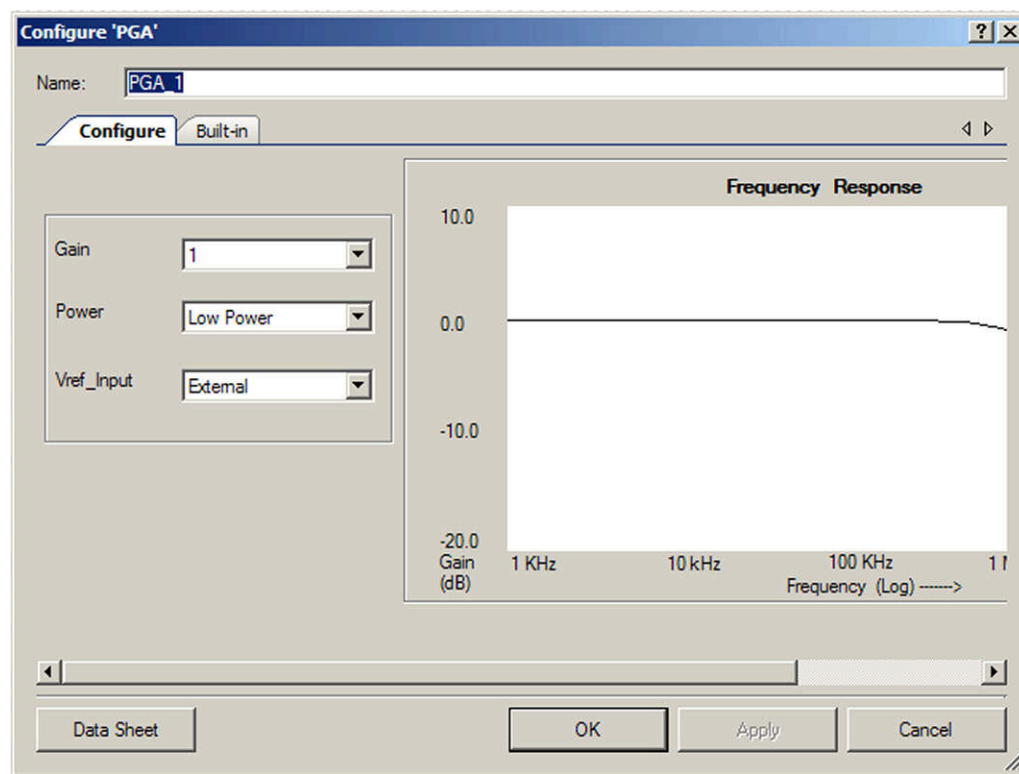 Configure 'PGA'
Name: PGA_1
Configure Built-in
Gain 1
Power Low Power
Vref_Input External
Frequency Response
10.0
0.0
-10.0
-20.0
Gain
(dB)
1 KHz 10 kHz 100 KHz 1
Frequency (Log) ------->
Data Sheet OK Apply Cancel